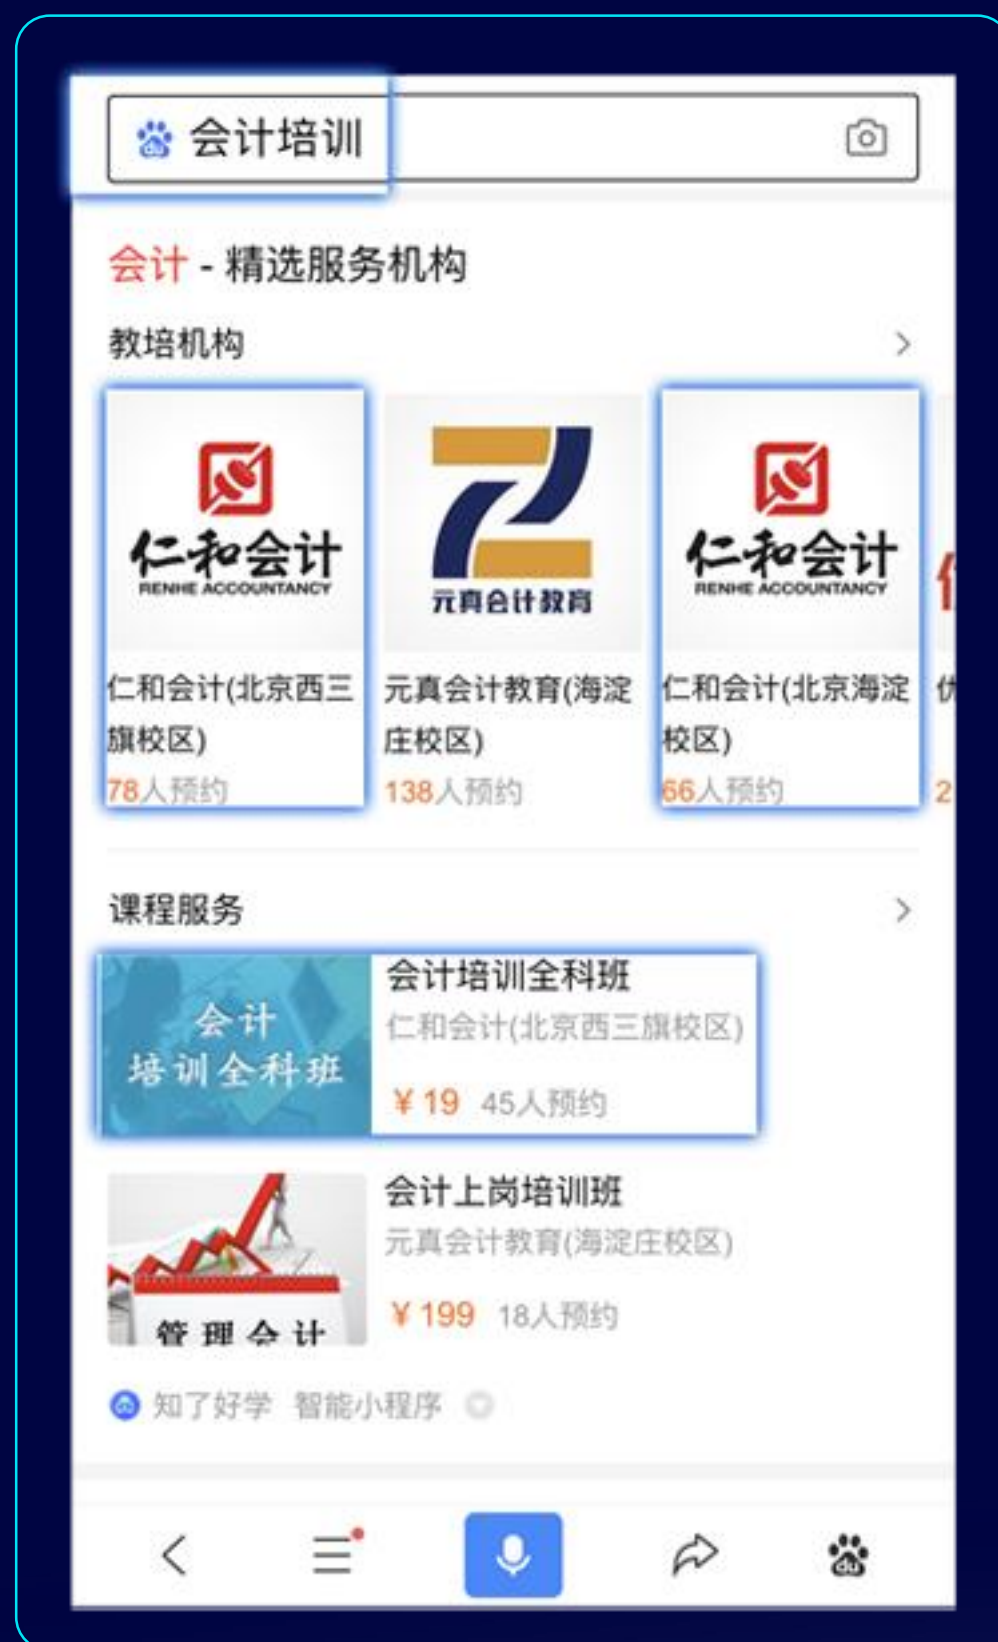 du 会计培训
会计 - 精选服务机构
教培机构
仁和会计
RENHE ACCOUNTANCY
仁和会计(北京西三
旗校区)
78人预约
元真会计教育
元真会计教育(海淀
庄校区)
138人预约
仁和会计
RENHE ACCOUNTANCY
仁和会计(北京海淀
校区)
66人预约
2
课程服务
会计
培训全科班
会计培训全科班
仁和会计(北京西三旗校区)
¥ 19 45人预约
管理会计
会计上岗培训班
元真会计教育(海淀庄校区)
¥ 199 18人预约
知了好学 智能小程序
du